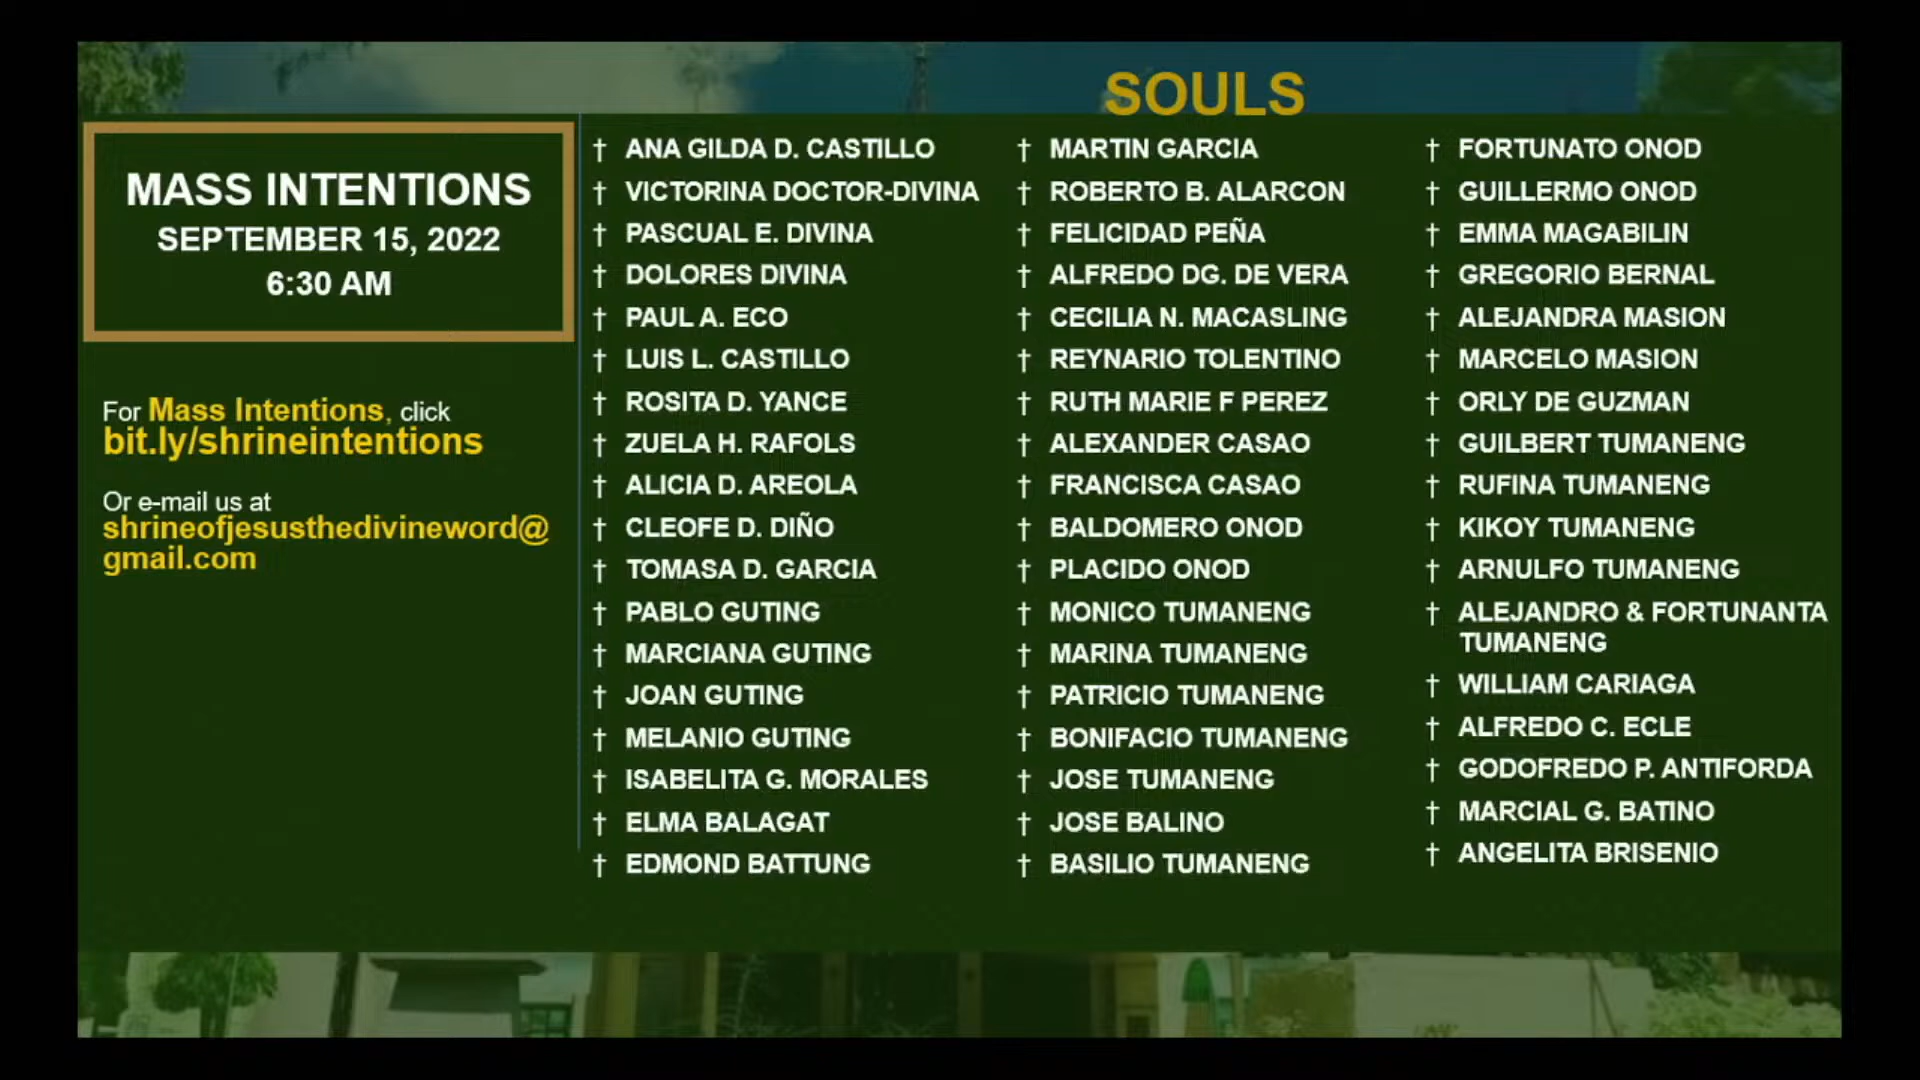 SOULS
MASS INTENTIONS
SEPTEMBER 15, 2022
6:30 AM
For Mass Intentions, click
bit.ly/shrineintentions
Or e-mail us at
shrineofjesusthedivineword@
gmail.com
† ANA GILDA D. CASTILLO
† VICTORINA DOCTOR-DIVINA
† PASCUAL E. DIVINA
† DOLORES DIVINA
† PAUL A. ECO
† LUIS L. CASTILLO
† ROSITA D. YANCE
† ZUELA H. RAFOLS
† ALICIA D. AREOLA
† CLEOFE D. DIÑO
† TOMASA D. GARCIA
† PABLO GUTING
† MARCIANA GUTING
† JOAN GUTING
† MELANIO GUTING
† ISABELITA G. MORALES
† ELMA BALAGAT
† EDMOND BATTUNG
† MARTIN GARCIA
† ROBERTO B. ALARCON
† FELICIDAD PEÑA
† ALFREDO DG. DE VERA
† CECILIA N. MACASLING
† REYNARIO TOLENTINO
† RUTH MARIE F PEREZ
† ALEXANDER CASAO
† FRANCISCA CASAO
† BALDOMERO ONOD
† PLACIDO ONOD
† MONICO TUMANENG
† MARINA TUMANENG
† PATRICIO TUMANENG
† BONIFACIO TUMANENG
† JOSE TUMANENG
† JOSE BALINO
† BASILIO TUMANENG
† FORTUNATO ONOD
† GUILLERMO ONOD
† EMMA MAGABILIN
† GREGORIO BERNAL
† ALEJANDRA MASION
† MARCELO MASION
† ORLY DE GUZMAN
† GUILBERT TUMANENG
† RUFINA TUMANENG
† KIKOY TUMANENG
† ARNULFO TUMANENG
† ALEJANDRO & FORTUNANTA
TUMANENG
† WILLIAM CARIAGA
† ALFREDO C. ECLE
† GODOFREDO P. ANTIFORDA
† MARCIAL G. BATINO
† ANGELITA BRISENIO